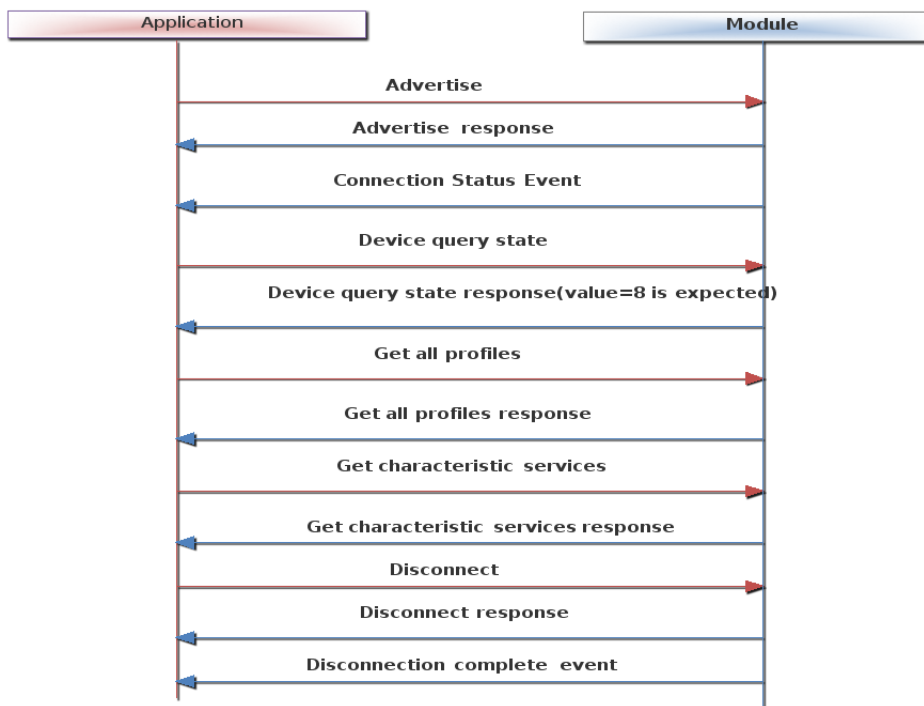 Application
Module
Advertise
Advertise response
Connection Status Event
Device query state
Device query state response(value=8 is expected)
Get all profiles
Get all profiles response
Get characteristic services
Get characteristic services response
Disconnect
Disconnect response
Disconnection complete event